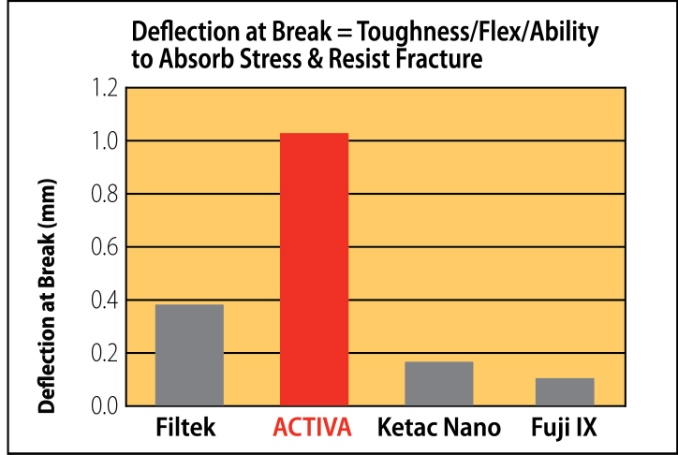 Deflection at Break = Toughness/Flex/Ability
to Absorb Stress & Resist Fracture
1.2
1.0
0.8
0.6
0.4
0.2
0.0
Deflection at Break (mm)
Filtek ACTIVA Ketac Nano Fuji IX